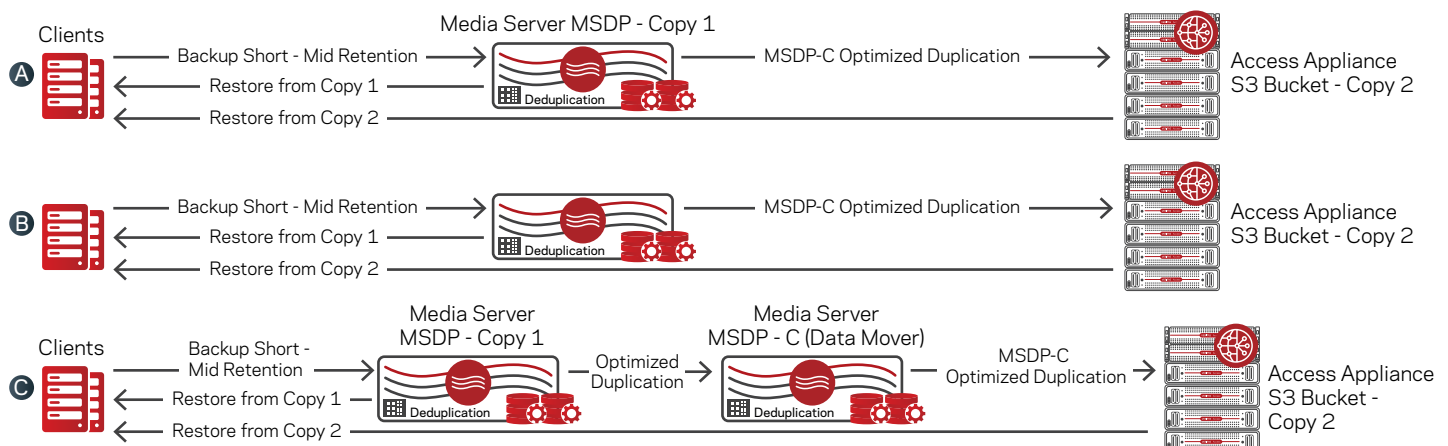 Media Server MSDP - Copy 1
Clients
A
Backup Short - Mid Retention
Restore from Copy 1
Restore from Copy 2
Deduplication
MSDP-C Optimized Duplication
Access Appliance
S3 Bucket - Copy 2
B
Backup Short - Mid Retention
Restore from Copy 1
Restore from Copy 2
Deduplication
MSDP-C Optimized Duplication
Access Appliance
S3 Bucket - Copy 2
Clients
C
Backup Short -
Mid Retention
Restore from Copy 1
Restore from Copy 2
Media Server
MSDP - Copy 1
Deduplication
Optimized
Duplication
Media Server
MSDP - C (Data Mover)
Deduplication
MSDP-C
Optimized Duplication
Access Appliance
S3 Bucket -
Copy 2